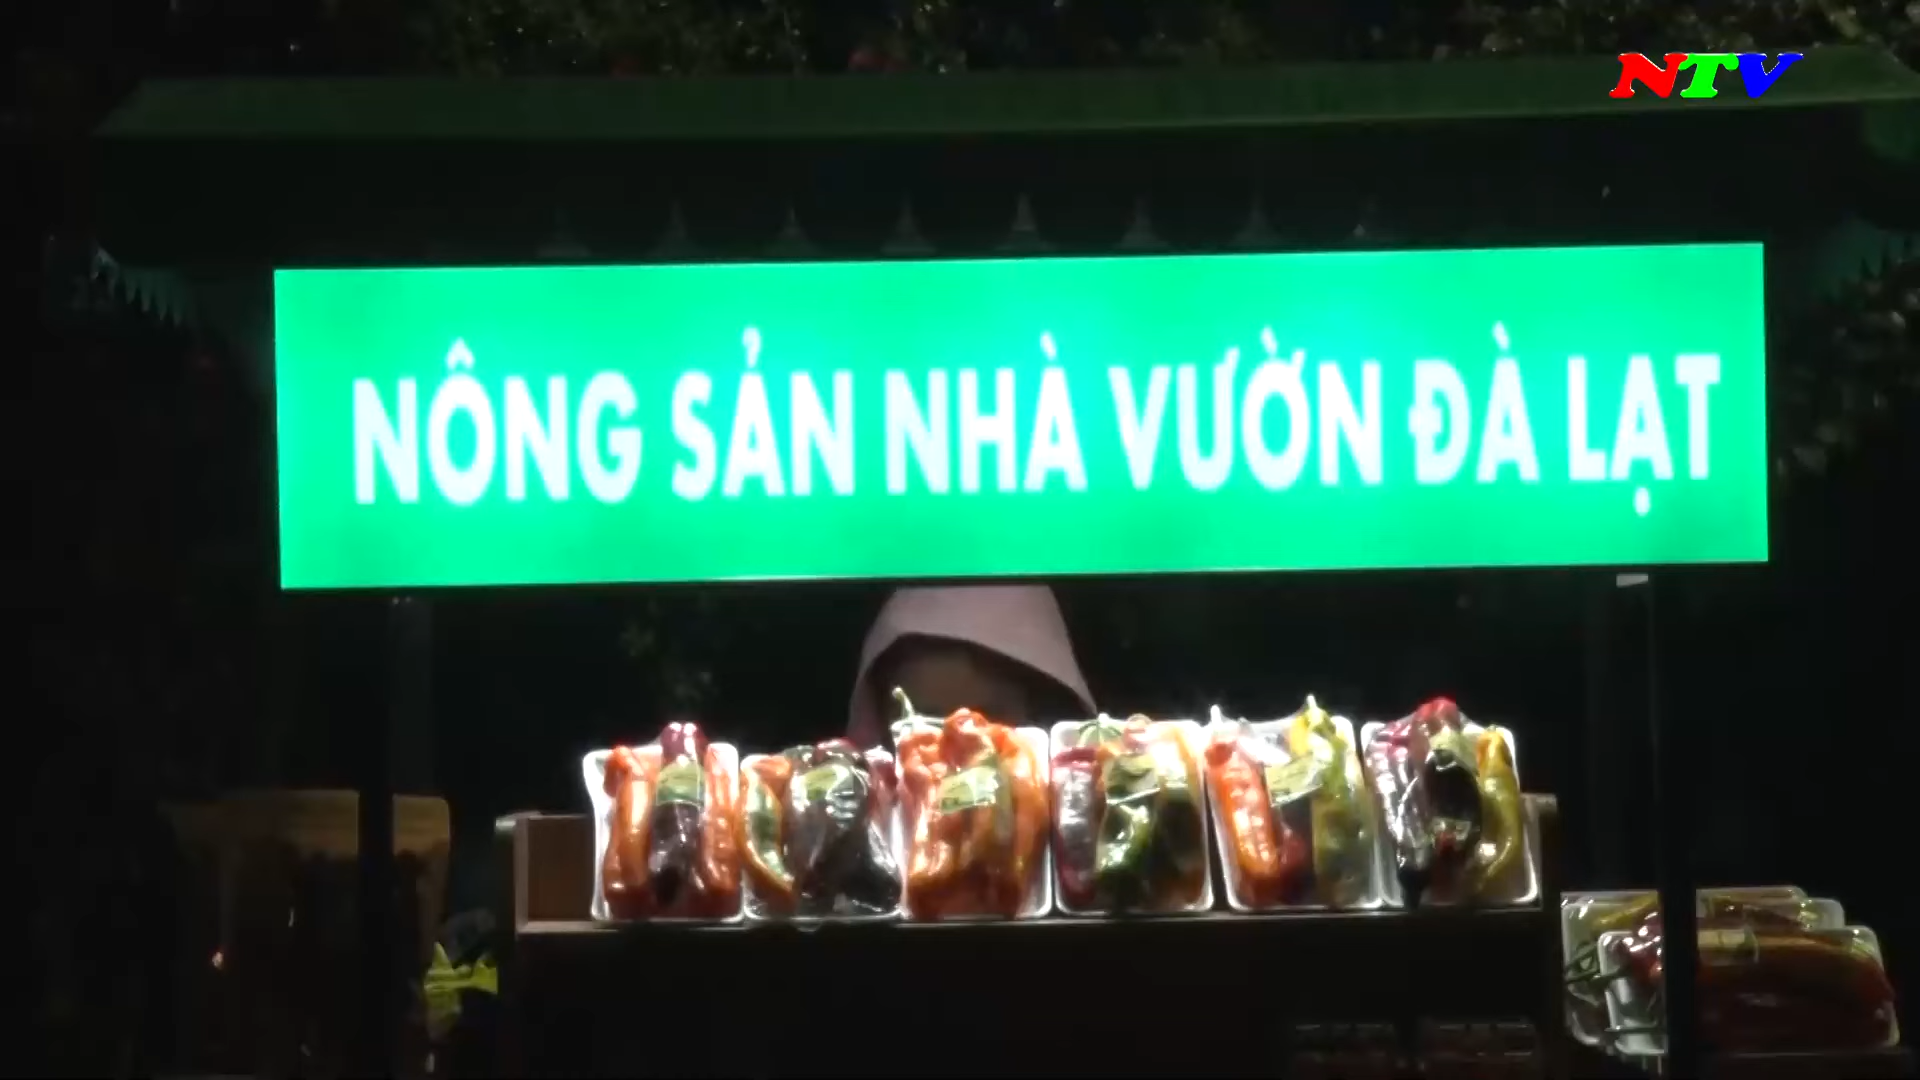 NTV
NÔNG SẢN NHÀ VƯỜN ĐÀ LẠT